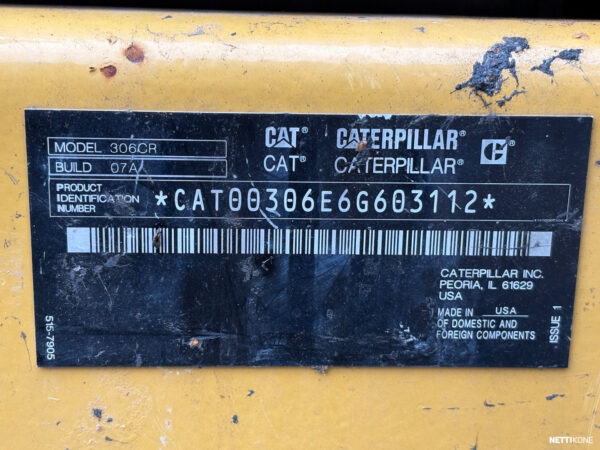 MODEL 306CR
BUILD 07A
CAT® CATERPILLAR®
CAT® CATERPILLAR®
PRODUCT IDENTIFICATION NUMBER
*CAT00306E6G603112*
CATERPILLAR INC.
PEORIA, IL 61629
USA
MADE IN USA
OF DOMESTIC AND
FOREIGN COMPONENTS
ISSUE 1
515-7905
NETTIKONE